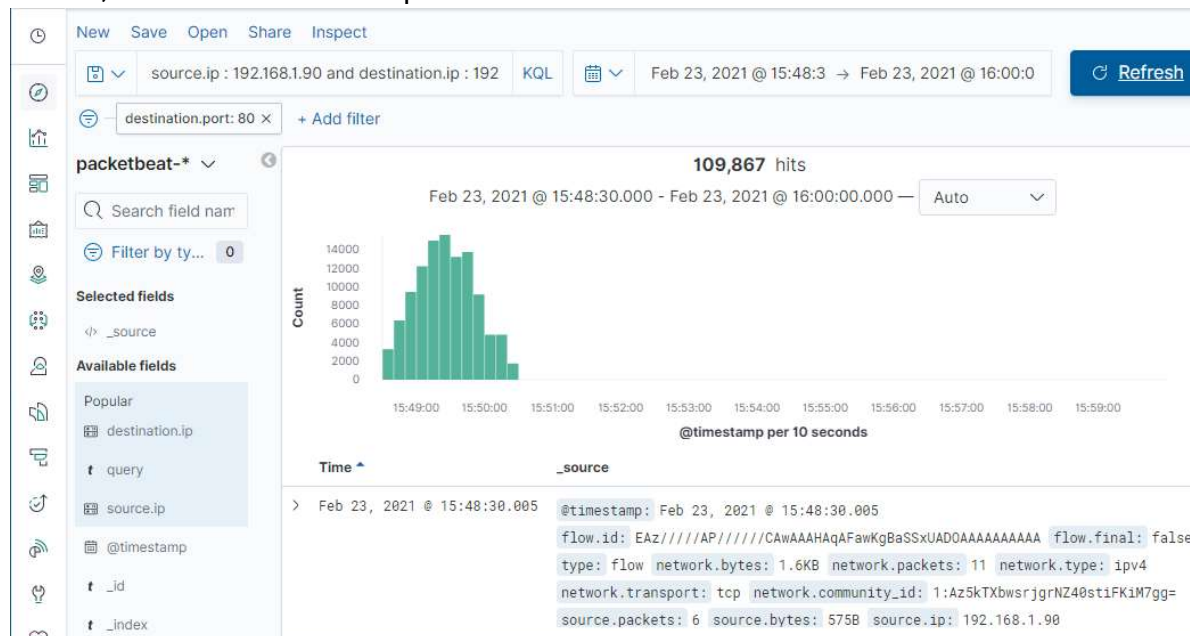 New Save Open Share Inspect
source.ip : 192.168.1.90 and destination.ip : 192 KQL Feb 23, 2021 @ 15:48:3 → Feb 23, 2021 @ 16:00:0 Refresh
destination.port: 80 × + Add filter
packetbeat-*
Search field nam
Filter by ty... 0
Selected fields
_source
Available fields
Popular
destination.ip
t query
source.ip
@timestamp
t _id
t _index
109,867 hits
Feb 23, 2021 @ 15:48:30.000 - Feb 23, 2021 @ 16:00:00.000 — Auto
Count
14000
12000
10000
8000
6000
4000
2000
0
15:49:00 15:50:00 15:51:00 15:52:00 15:53:00 15:54:00 15:55:00 15:56:00 15:57:00 15:58:00 15:59:00
@timestamp per 10 seconds
Time _source
> Feb 23, 2021 @ 15:48:30.005 @timestamp: Feb 23, 2021 @ 15:48:30.005
flow.id: EAz/////AP//////CAwAAAHAqAFawKgBaSSxUADOAAAAAAAAAA flow.final: false
type: flow network.bytes: 1.6KB network.packets: 11 network.type: ipv4
network.transport: tcp network.community_id: 1:Az5kTXbwsrjgrNZ40stiFKiM7gg=
source.packets: 6 source.bytes: 575B source.ip: 192.168.1.90